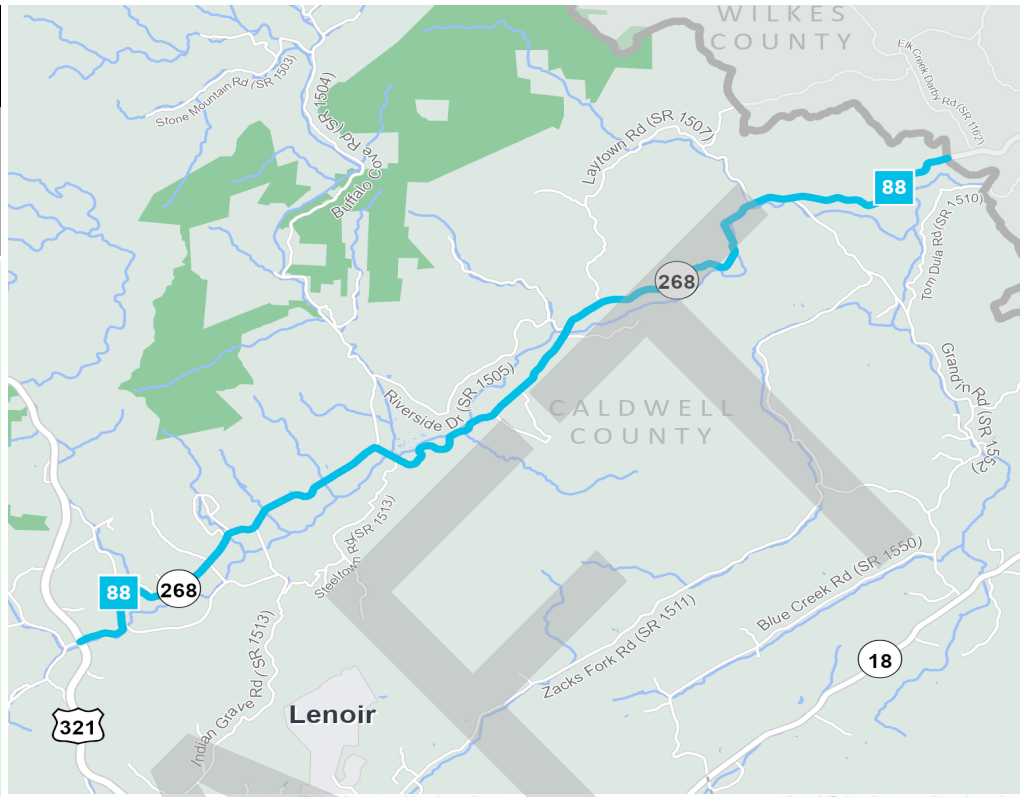 WILKES
COUNTY
Elk Creek Darby Rd (SR 1162)
Stone Mountain Rd (SR 1503)
Buffalo Cove Rd (SR 1504)
Laytown Rd (SR 1507)
88
Tom Dula Rd (SR 1510)
268
Grandin Rd (SR 1552)
Riverside Dr (SR 1505)
CALDWELL
COUNTY
Steeltown Rd (SR 1513)
88
268
Blue Creek Rd (SR 1550)
Zacks Fork Rd (SR 1511)
Indian Grave Rd (SR 1513)
18
Lenoir
321